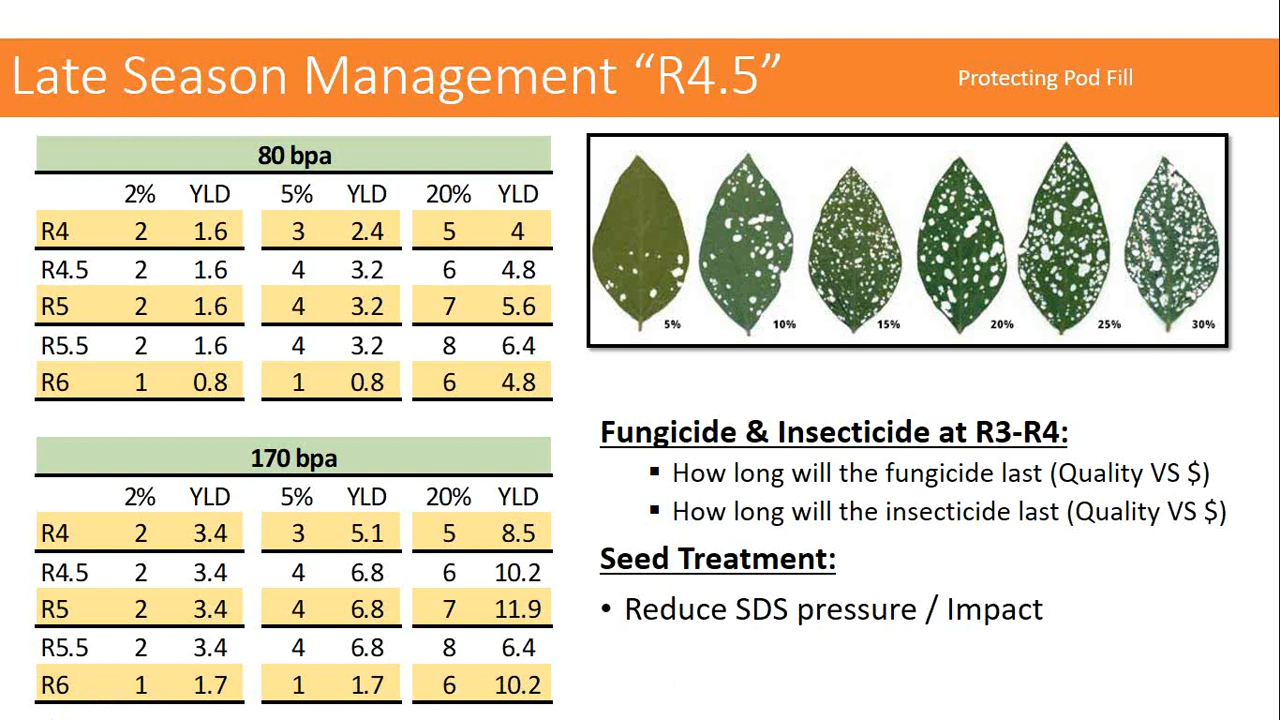 Late Season Management “R4.5”
Protecting Pod Fill
80 bpa
2% YLD 5% YLD 20% YLD
R4 2 1.6 3 2.4 5 4
R4.5 2 1.6 4 3.2 6 4.8
R5 2 1.6 4 3.2 7 5.6
R5.5 2 1.6 4 3.2 8 6.4
R6 1 0.8 1 0.8 6 4.8
170 bpa
2% YLD 5% YLD 20% YLD
R4 2 3.4 3 5.1 5 8.5
R4.5 2 3.4 4 6.8 6 10.2
R5 2 3.4 4 6.8 7 11.9
R5.5 2 3.4 4 6.8 8 6.4
R6 1 1.7 1 1.7 6 10.2
5% 10% 15% 20% 25% 30%
Fungicide & Insecticide at R3-R4:
▪ How long will the fungicide last (Quality VS $)
▪ How long will the insecticide last (Quality VS $)
Seed Treatment:
• Reduce SDS pressure / Impact